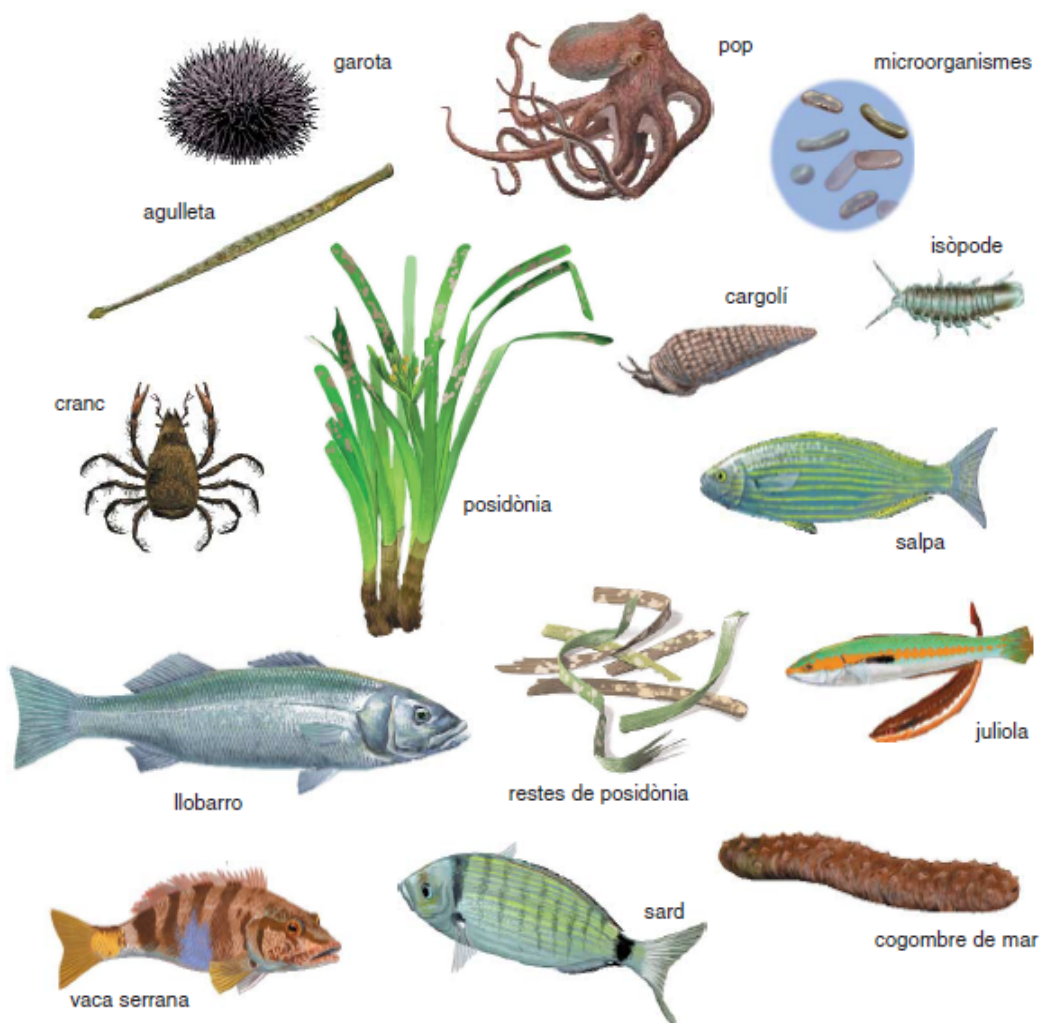 garota
pop
microorganismes
agulleta
isòpode
cargolí
cranc
posidònia
salpa
juliola
restes de posidònia
llobarro
sard
cogombre de mar
vaca serrana